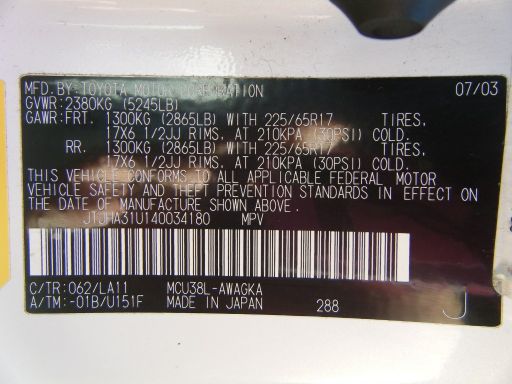 MFD. BY: TOYOTA MOTOR CORPORATION 07/03
GVWR: 2380KG (5245LB)
GAWR: FRT. 1300KG (2865LB) WITH 225/65R17 TIRES,
17X6 1/2JJ RIMS, AT 210KPA (30PSI) COLD.
RR. 1300KG (2865LB) WITH 225/65R17 TIRES,
17X6 1/2JJ RIMS, AT 210KPA (30PSI) COLD.
THIS VEHICLE CONFORMS TO ALL APPLICABLE FEDERAL MOTOR
VEHICLE SAFETY AND THEFT PREVENTION STANDARDS IN EFFECT ON
THE DATE OF MANUFACTURE SHOWN ABOVE.
JTJHA31U140034180 MPV
C/TR: 062/LA11 MCU38L-AWAGKA
A/TM: -01B/U151F MADE IN JAPAN 288 J